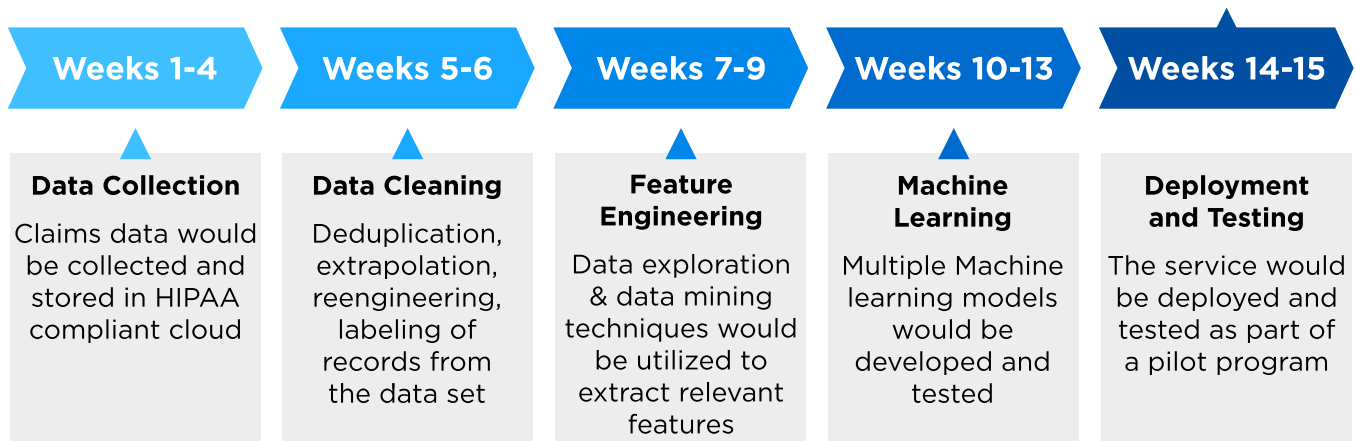 Weeks 1-4
Weeks 5-6
Weeks 7-9
Weeks 10-13
Weeks 14-15
Data Collection
Claims data would
be collected and
stored in HIPAA
compliant cloud
Data Cleaning
Deduplication,
extrapolation,
reengineering,
labeling of
records from
the data set
Feature
Engineering
Data exploration
& data mining
techniques would
be utilized to
extract relevant
features
Machine
Learning
Multiple Machine
learning models
would be
developed and
tested
Deployment
and Testing
The service would
be deployed and
tested as part of
a pilot program